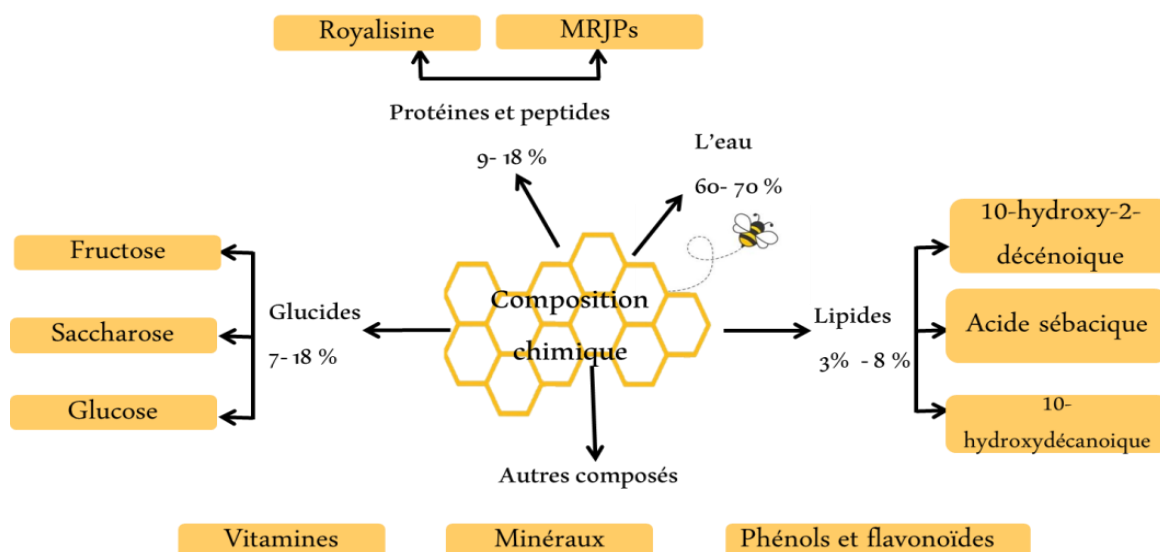 Royalisine
MRJPs
Protéines et peptides
9- 18 %
L'eau
60- 70 %
Fructose
Saccharose
Glucose
Glucides
7- 18 %
Composition
chimique
Lipides
3% - 8 %
10-hydroxy-2-
décénoique
Acide sébacique
10-
hydroxydécanoique
Autres composés
Vitamines
Minéraux
Phénols et flavonoïdes